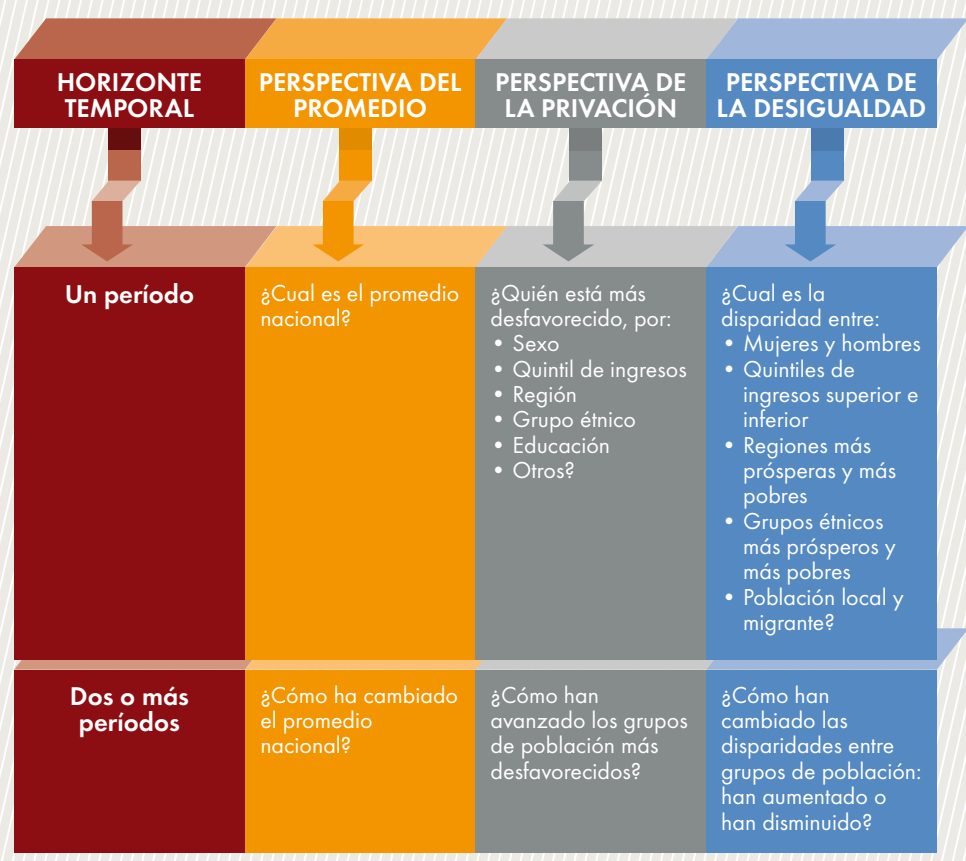 HORIZONTE
TEMPORAL
PERSPECTIVA DEL
PROMEDIO
PERSPECTIVA DE
LA PRIVACIÓN
PERSPECTIVA DE
LA DESIGUALDAD
Un período
¿Cual es el promedio
nacional?
¿Quién está más
desfavorecido, por:
• Sexo
• Quintil de ingresos
• Región
• Grupo étnico
• Educación
• Otros?
¿Cual es la
disparidad entre:
• Mujeres y hombres
• Quintiles de
ingresos superior e
inferior
• Regiones más
prósperas y más
pobres
• Grupos étnicos
más prósperos y
más pobres
• Población local y
migrante?
Dos o más
períodos
¿Cómo ha cambiado
el promedio
nacional?
¿Cómo han
avanzado los grupos
de población más
desfavorecidos?
¿Cómo han
cambiado las
disparidades entre
grupos de población:
han aumentado o
han disminuido?